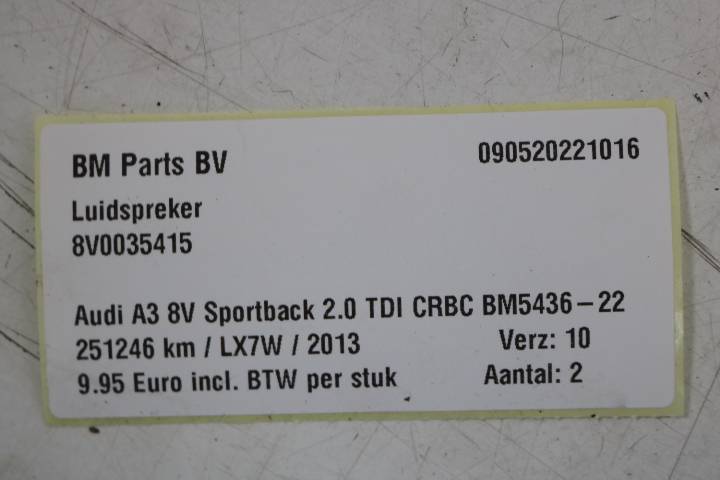 BM Parts BV 090520221016
Luidspreker
8V0035415
Audi A3 8V Sportback 2.0 TDI CRBC BM5436-22
251246 km / LX7W / 2013 Verz: 10
9.95 Euro incl. BTW per stuk Aantal: 2